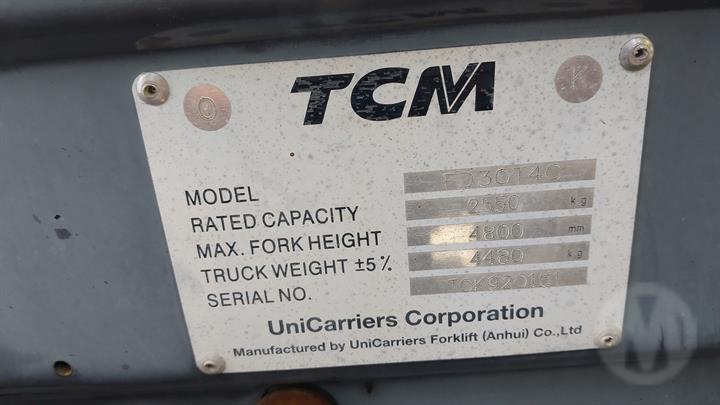 TCM
Q
K
MODEL FD30T4C
RATED CAPACITY 2550 kg
MAX. FORK HEIGHT 4800 mm
TRUCK WEIGHT ±5% 4480 kg
SERIAL NO.
UniCarriers Corporation
Manufactured by UniCarriers Forklift (Anhui) Co.,Ltd
M